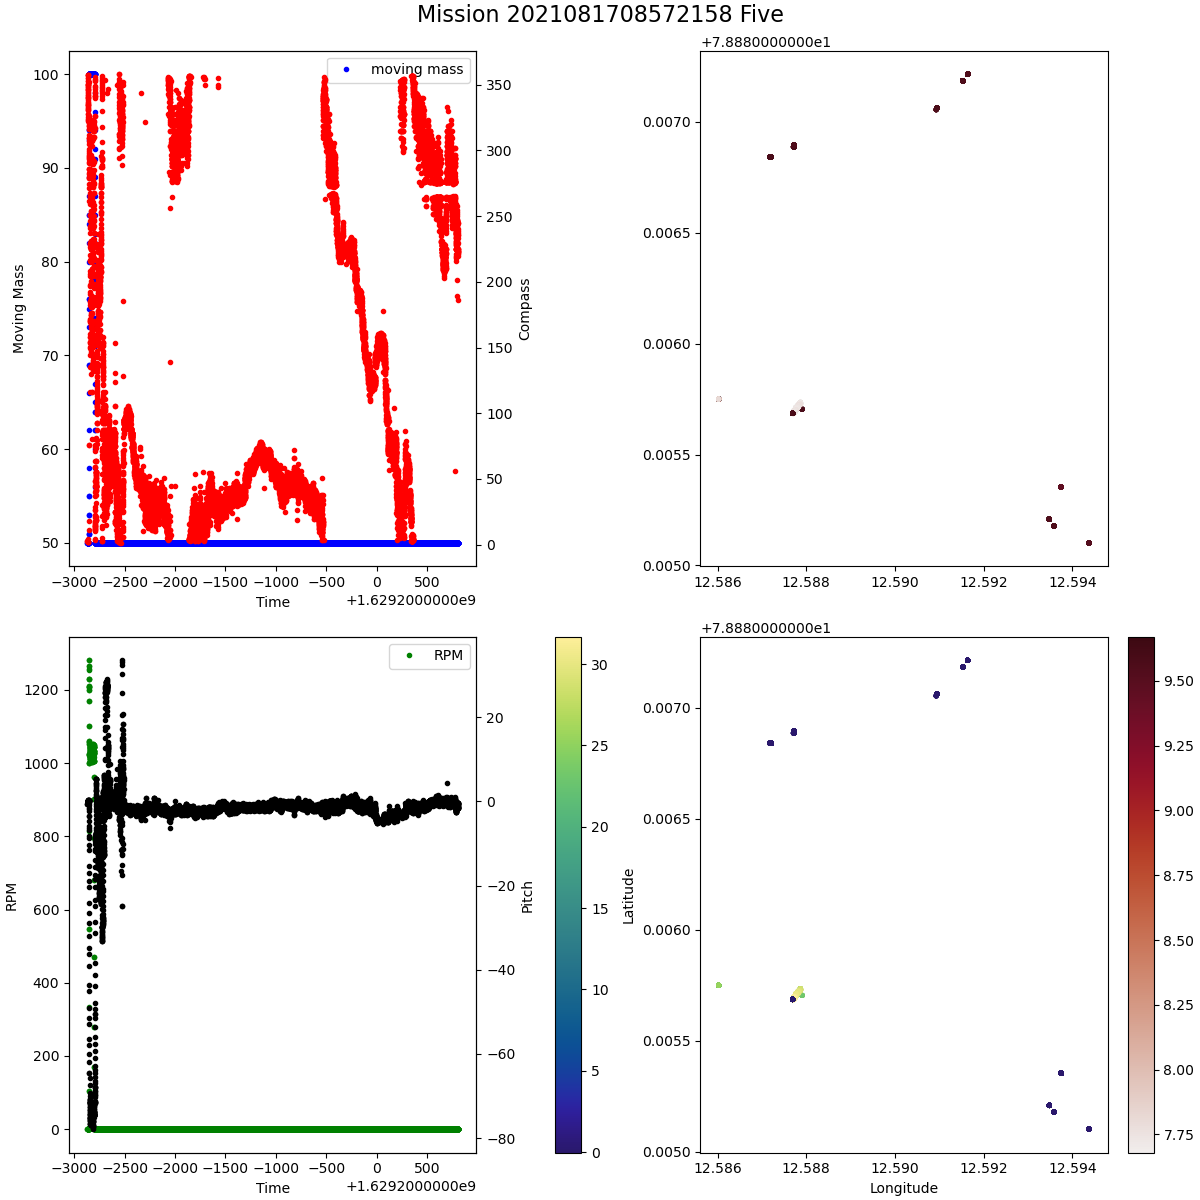 Mission 2021081708572158 Five
moving mass
100
90
80
70
60
50
Moving Mass
350
300
250
200
150
100
50
0
Compass
−3000 −2500 −2000 −1500 −1000 −500 0 500
Time
+1.6292000000e9
+7.8880000000e1
0.0070
0.0065
0.0060
0.0055
0.0050
12.586 12.588 12.590 12.592 12.594
RPM
1200
1000
800
600
400
200
0
RPM
20
0
−20
−40
−60
−80
Pitch
−3000 −2500 −2000 −1500 −1000 −500 0 500
Time
+1.6292000000e9
30
25
20
15
10
5
0
+7.8880000000e1
0.0070
0.0065
0.0060
0.0055
0.0050
Latitude
12.586 12.588 12.590 12.592 12.594
Longitude
9.50
9.25
9.00
8.75
8.50
8.25
8.00
7.75